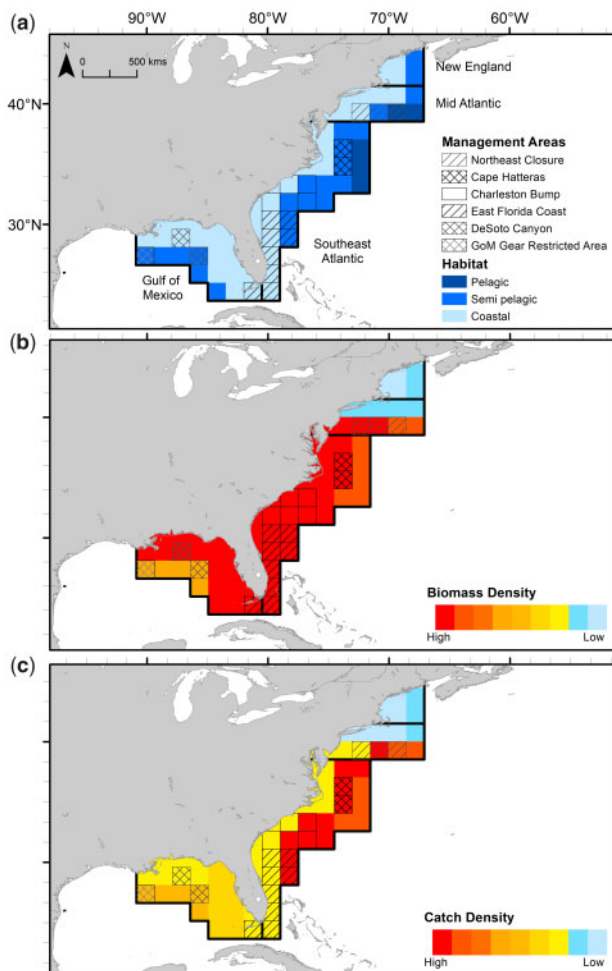 90°W 80°W 70°W 60°W
(a)
N
0 500 kms
New England
40°N
Mid Atlantic
Management Areas
Northeast Closure
Cape Hatteras
Charleston Bump
East Florida Coast
DeSoto Canyon
GoM Gear Restricted Area
30°N
Southeast
Atlantic
Gulf of
Mexico
Habitat
Pelagic
Semi pelagic
Coastal
(b)
Biomass Density
High Low
(c)
Catch Density
High Low